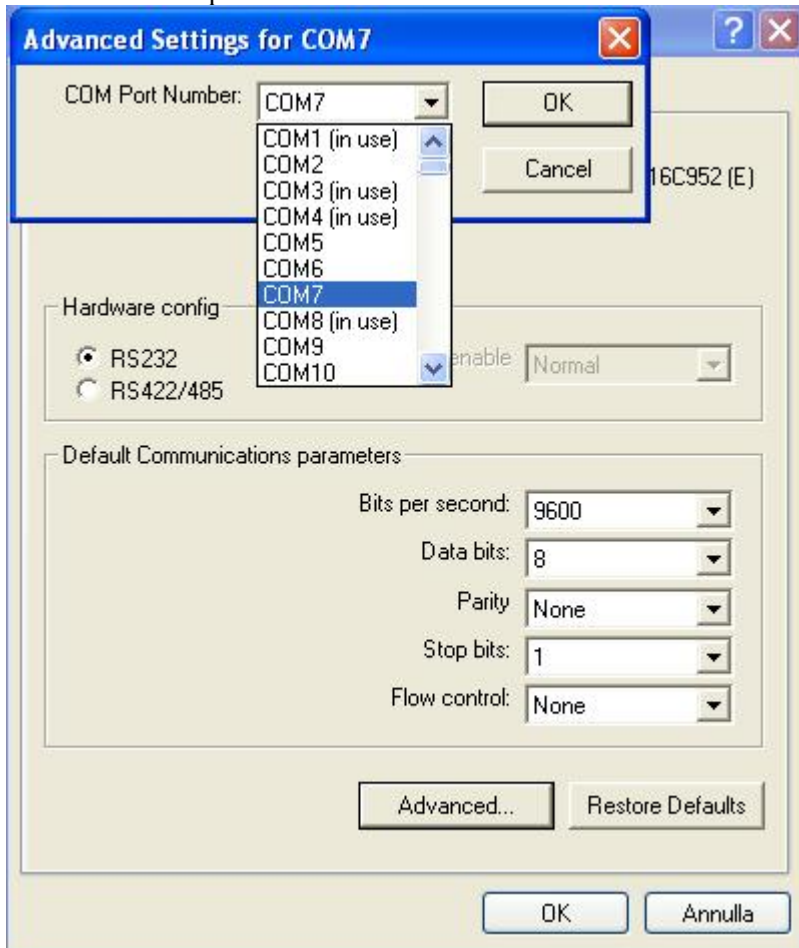 Advanced Settings for COM7
COM Port Number: COM7 OK
COM1 (in use)
COM2
COM3 (in use)
COM4 (in use)
COM5
COM6
COM7
COM8 (in use)
COM9
COM10
Cancel
16C952 (E)
Hardware config
RS232
enable Normal
RS422/485
Default Communications parameters
Bits per second: 9600
Data bits: 8
Parity None
Stop bits: 1
Flow control: None
Advanced... Restore Defaults
OK Annulla